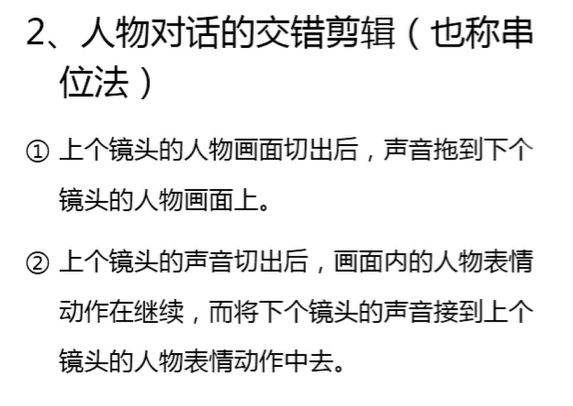 2、人物对话的交错剪辑（也称串
位法）
① 上个镜头的人物画面切出后，声音拖到下个
镜头的人物画面上。
② 上个镜头的声音切出后，画面内的人物表情
动作在继续，而将下个镜头的声音接到上个
镜头的人物表情动作中去。